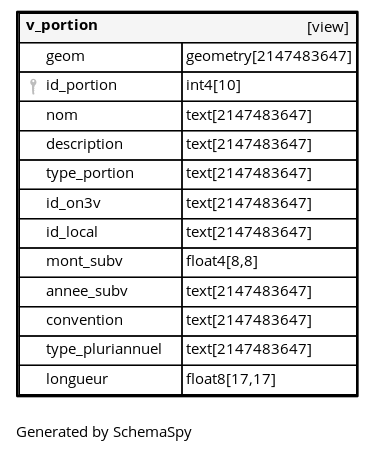 v_portion [view]
geom geometry[2147483647]
id_portion int4[10]
nom text[2147483647]
description text[2147483647]
type_portion text[2147483647]
id_on3v text[2147483647]
id_local text[2147483647]
mont_subv float4[8,8]
annee_subv text[2147483647]
convention text[2147483647]
type_pluriannuel text[2147483647]
longueur float8[17,17]
Generated by SchemaSpy